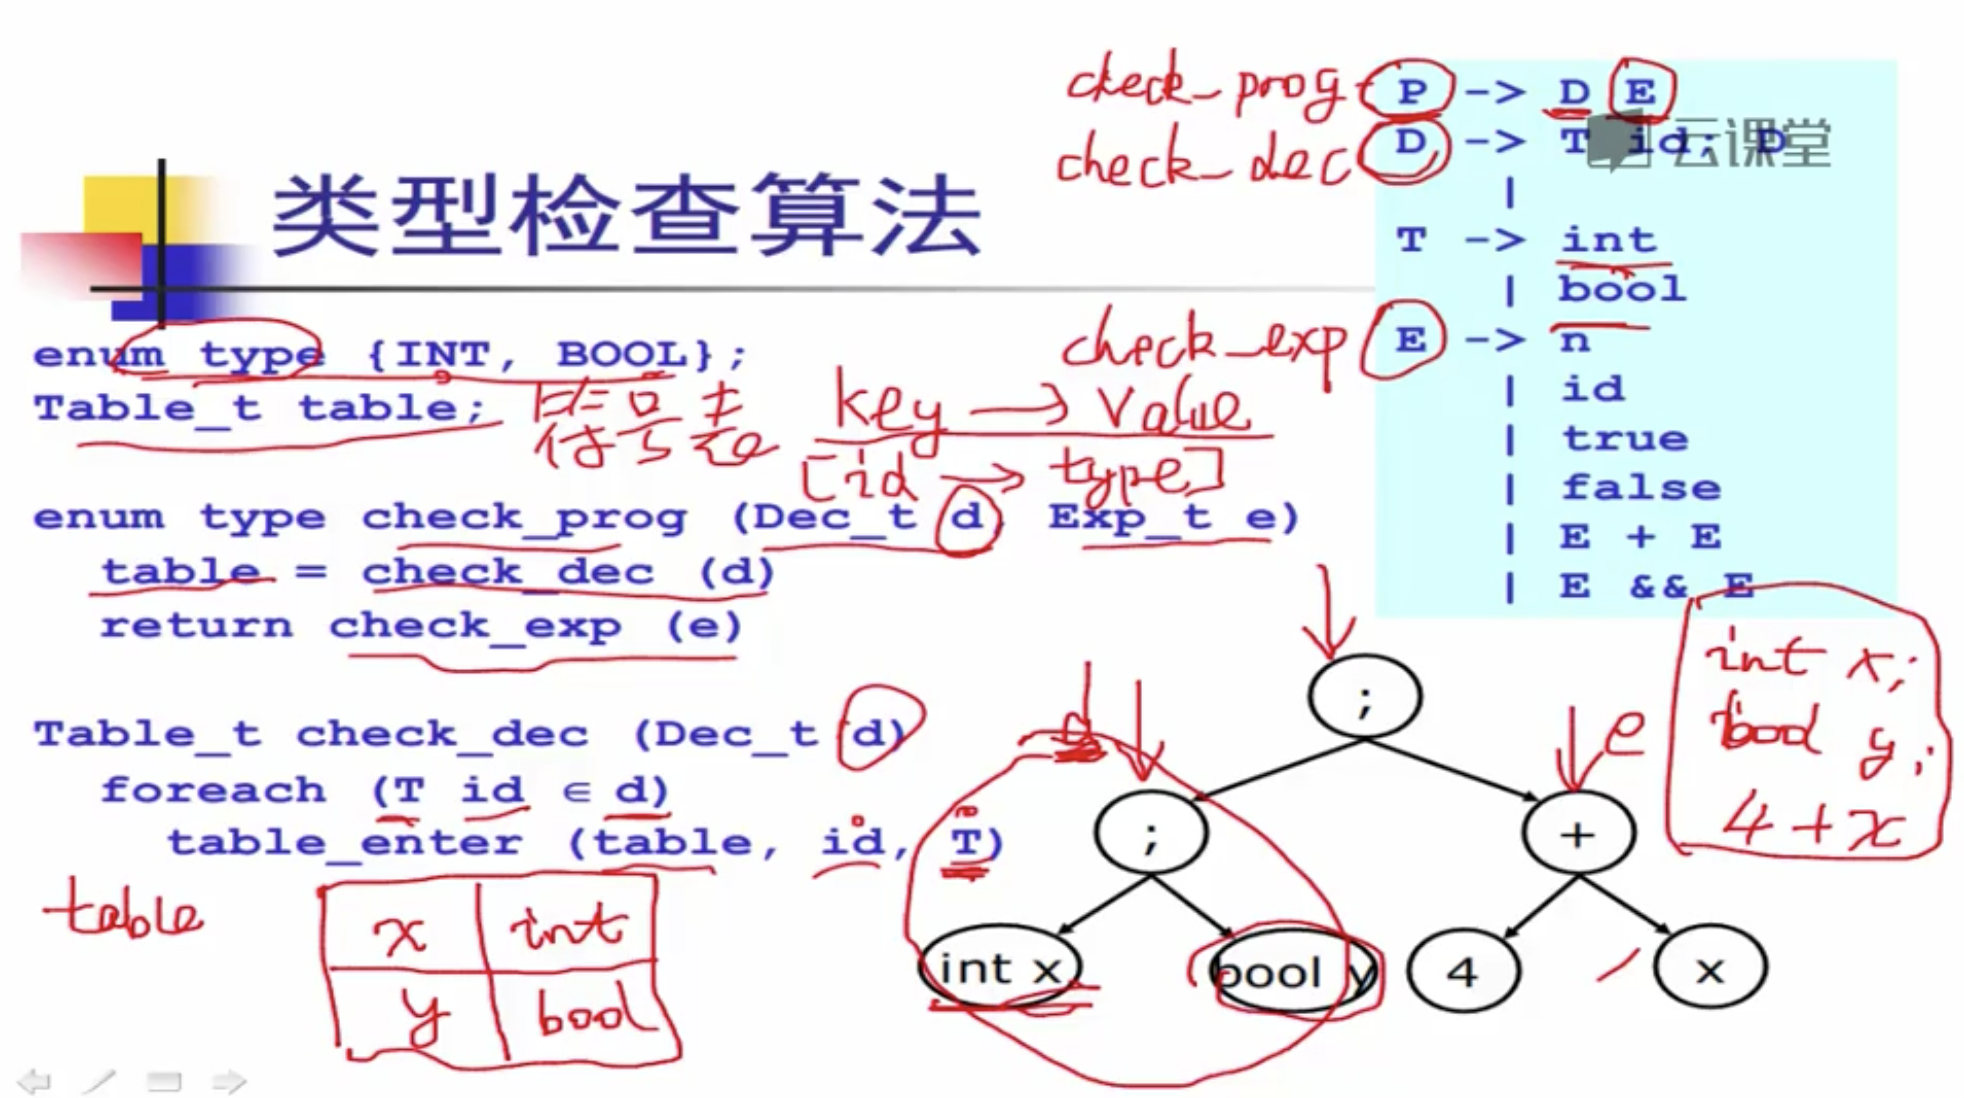 check_prog P -> D E
check_dec D -> T id; D
|
云课堂
类型检查算法
T -> int
| bool
check_exp E -> n
| id
| true
| false
| E + E
| E && E
enum type {INT, BOOL};
Table_t table; 符号表
key -> value
[id -> type]
enum type check_prog (Dec_t d, Exp_t e)
table = check_dec (d)
return check_exp (e)
Table_t check_dec (Dec_t d)
foreach (T id ∈ d)
table_enter (table, id, T)
table
x int
y bool
;
; +
int x bool y 4 x
e
int x;
bool y;
4+x